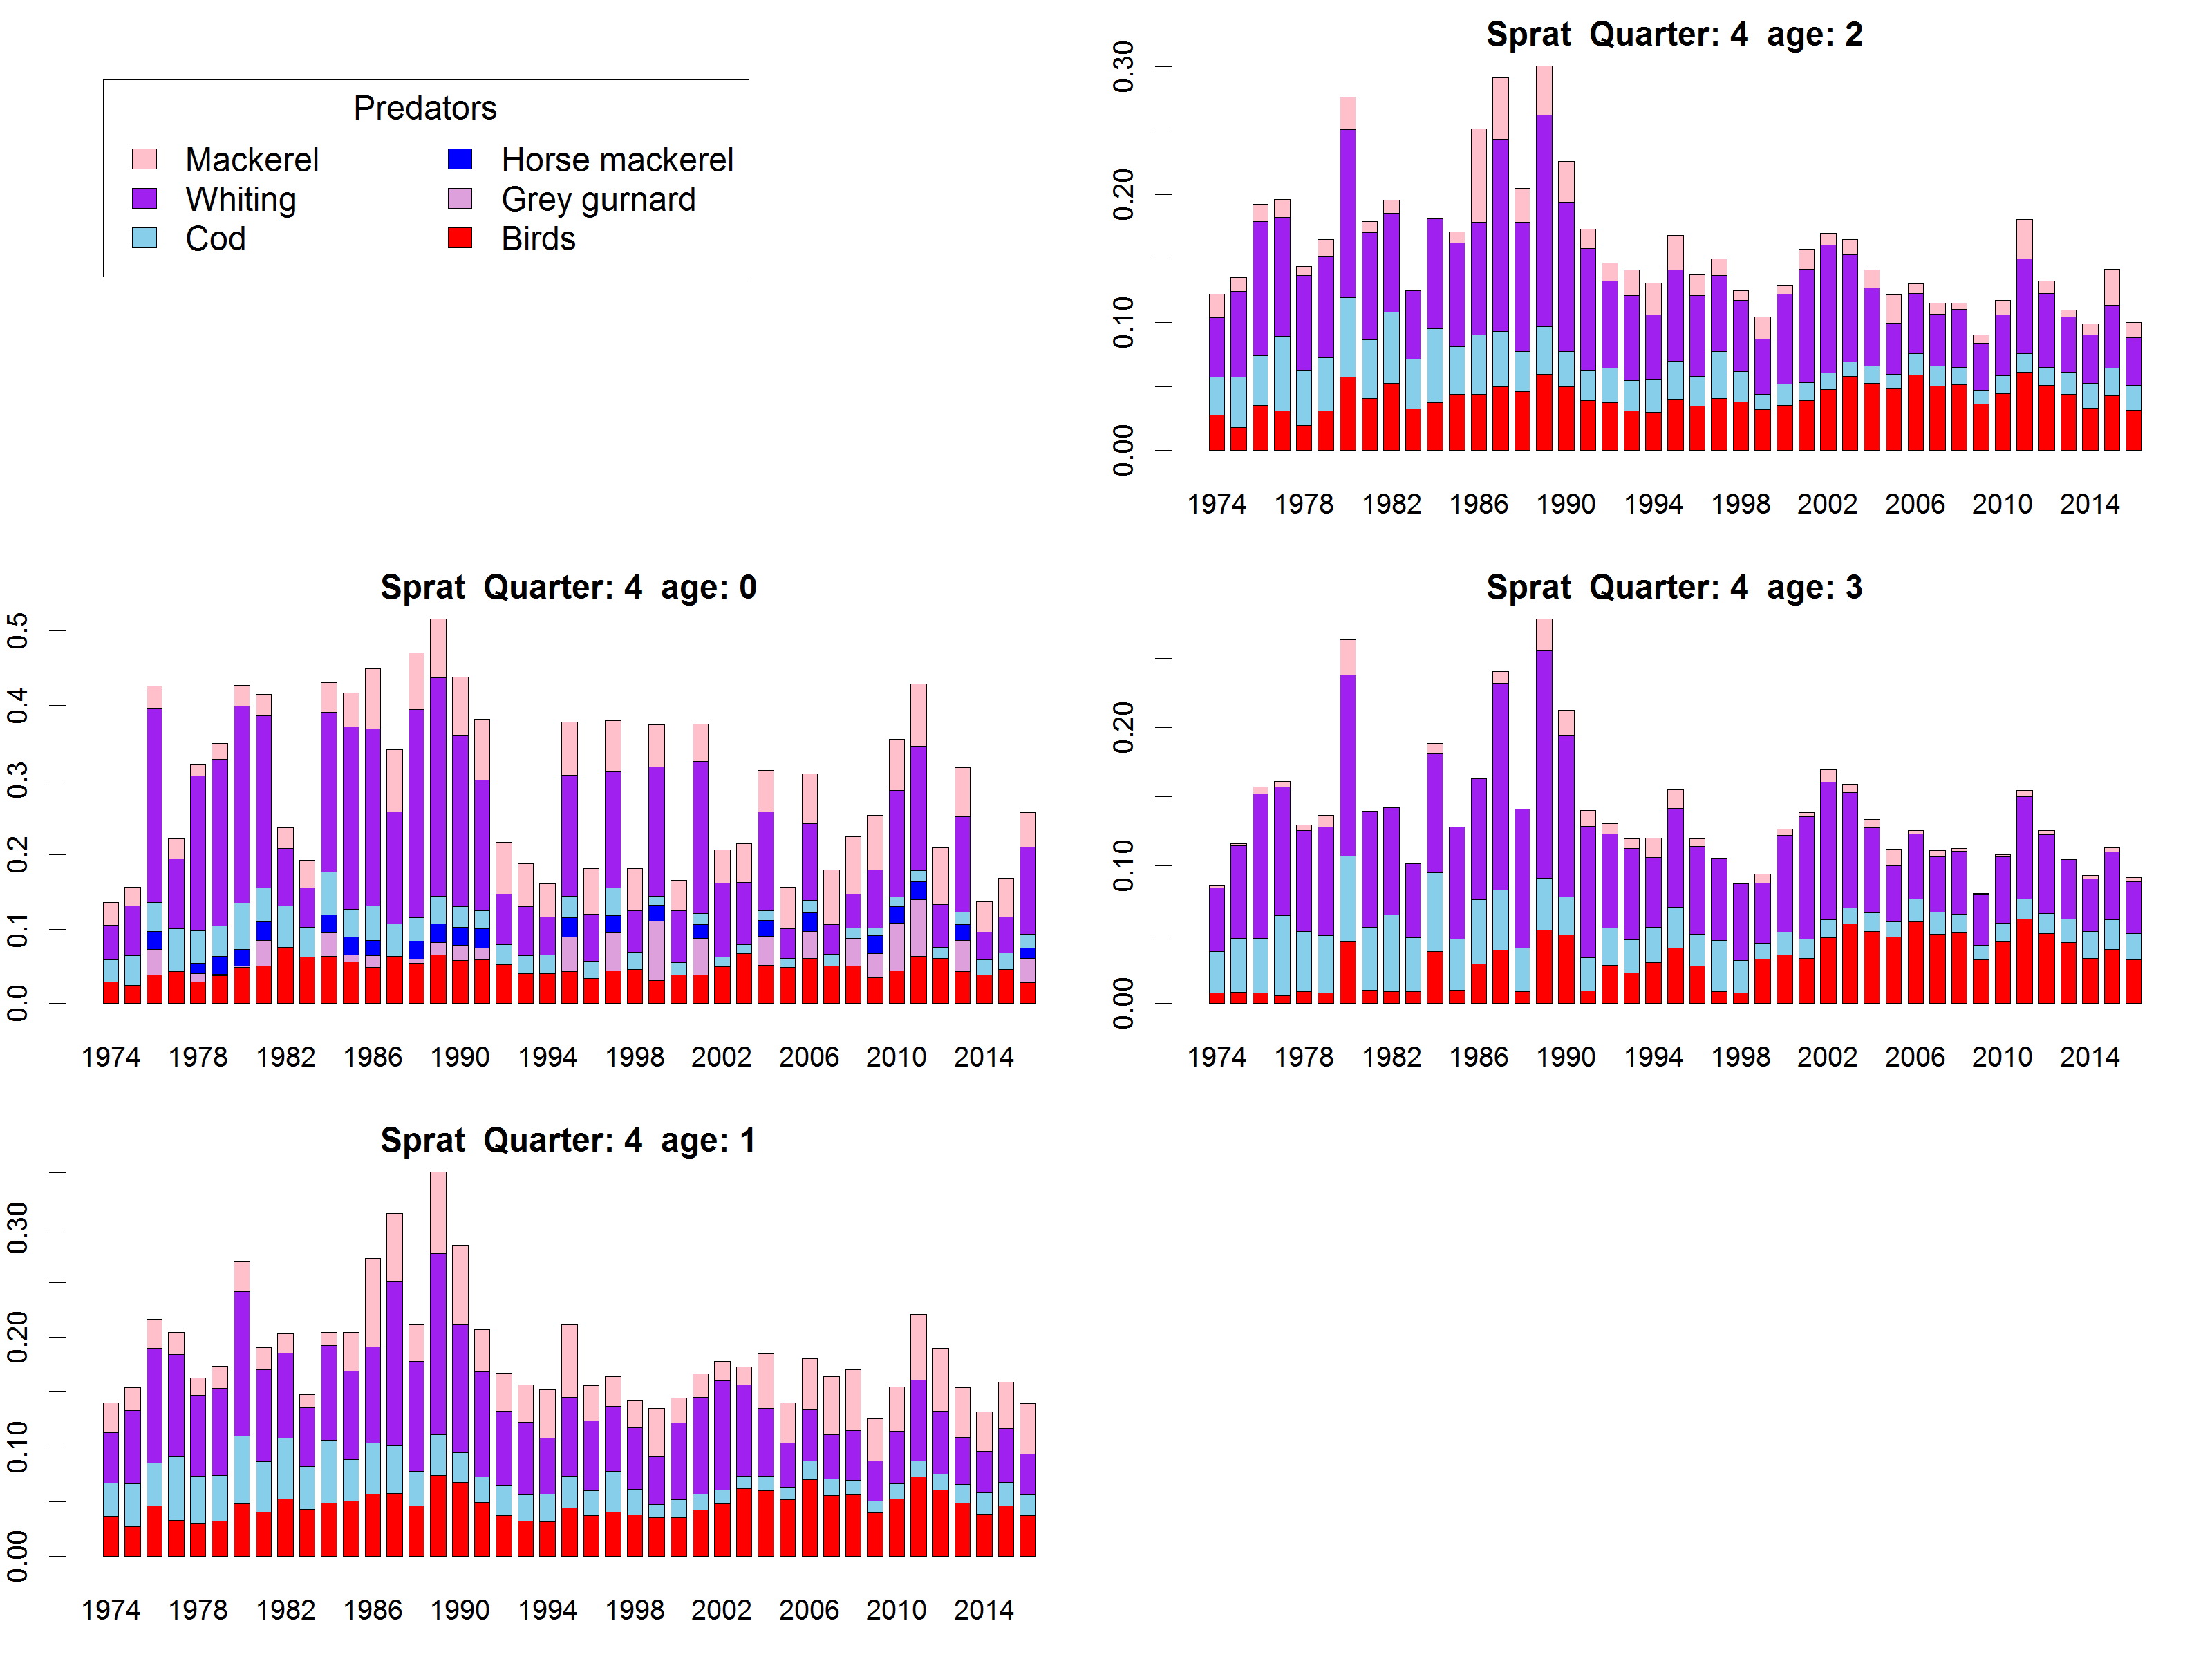 Predators
Mackerel Horse mackerel
Whiting Grey gurnard
Cod Birds
Sprat Quarter: 4 age: 2
0.00 0.10 0.20 0.30
1974 1978 1982 1986 1990 1994 1998 2002 2006 2010 2014
Sprat Quarter: 4 age: 0
0.0 0.1 0.2 0.3 0.4 0.5
1974 1978 1982 1986 1990 1994 1998 2002 2006 2010 2014
Sprat Quarter: 4 age: 3
0.00 0.10 0.20
1974 1978 1982 1986 1990 1994 1998 2002 2006 2010 2014
Sprat Quarter: 4 age: 1
0.00 0.10 0.20 0.30
1974 1978 1982 1986 1990 1994 1998 2002 2006 2010 2014